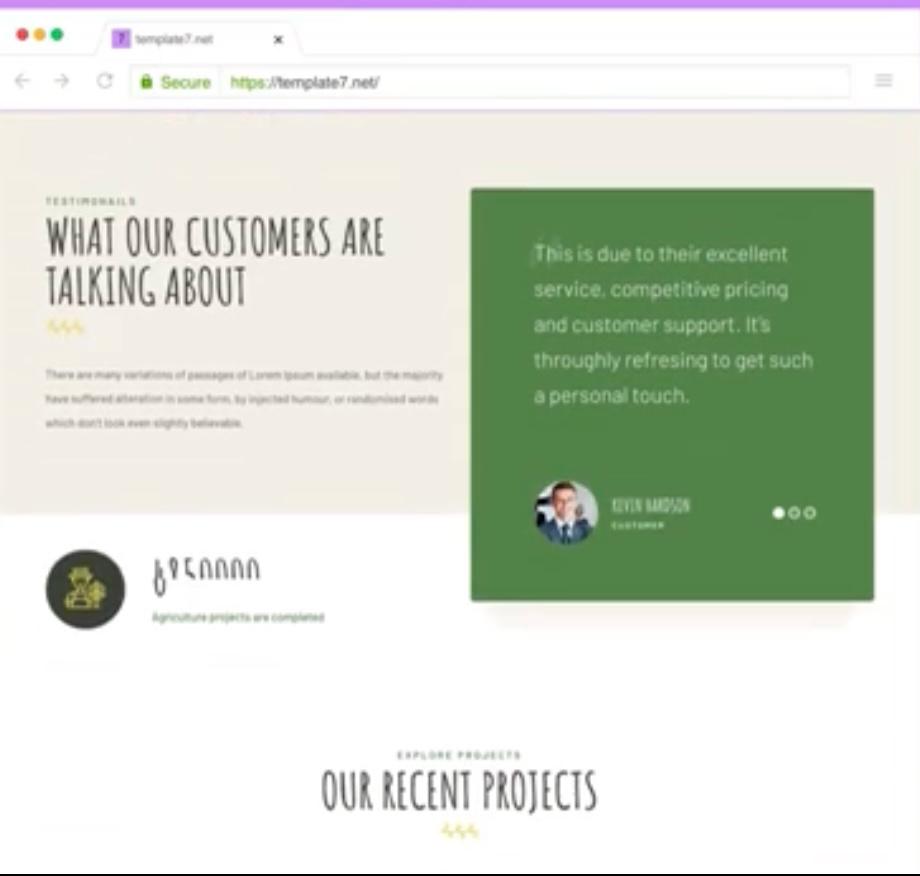 7 template7.net
Secure https://template7.net/
TESTIMONAILS
WHAT OUR CUSTOMERS ARE
TALKING ABOUT
There are many variations of passages of Lorem Ipsum available, but the majority
have suffered alteration in some form, by injected humour, or randomised words
which don't look even slightly believable.
This is due to their excellent
service, competitive pricing
and customer support. It's
throughly refresing to get such
a personal touch.
KEVIN
CUSTOMER
Agriculture projects are completed
EXPLORE PROJECTS
OUR RECENT PROJECTS